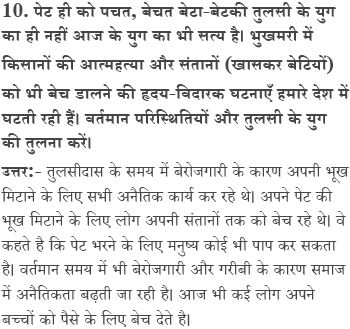 10. पेट ही को पचत, बेचत बेटा-बेटकी तुलसी के युग
का ही नहीं आज के युग का भी सत्य है। भुखमरी में
किसानों की आत्महत्या और संतानों (खासकर बेटियों)
को भी बेच डालने की हृदय-विदारक घटनाएँ हमारे देश में
घटती रही हैं। वर्तमान परिस्थितियों और तुलसी के युग
की तुलना करें।
उत्तर:- तुलसीदास के समय में बेरोजगारी के कारण अपनी भूख
मिटाने के लिए सभी अनैतिक कार्य कर रहे थे। अपने पेट की
भूख मिटाने के लिए लोग अपनी संतानों तक को बेच रहे थे। वे
कहते है कि पेट भरने के लिए मनुष्य कोई भी पाप कर सकता
है। वर्तमान समय में भी बेरोजगारी और गरीबी के कारण समाज
में अनैतिकता बढ़ती जा रही है। आज भी कई लोग अपने
बच्चों को पैसे के लिए बेच देते है।